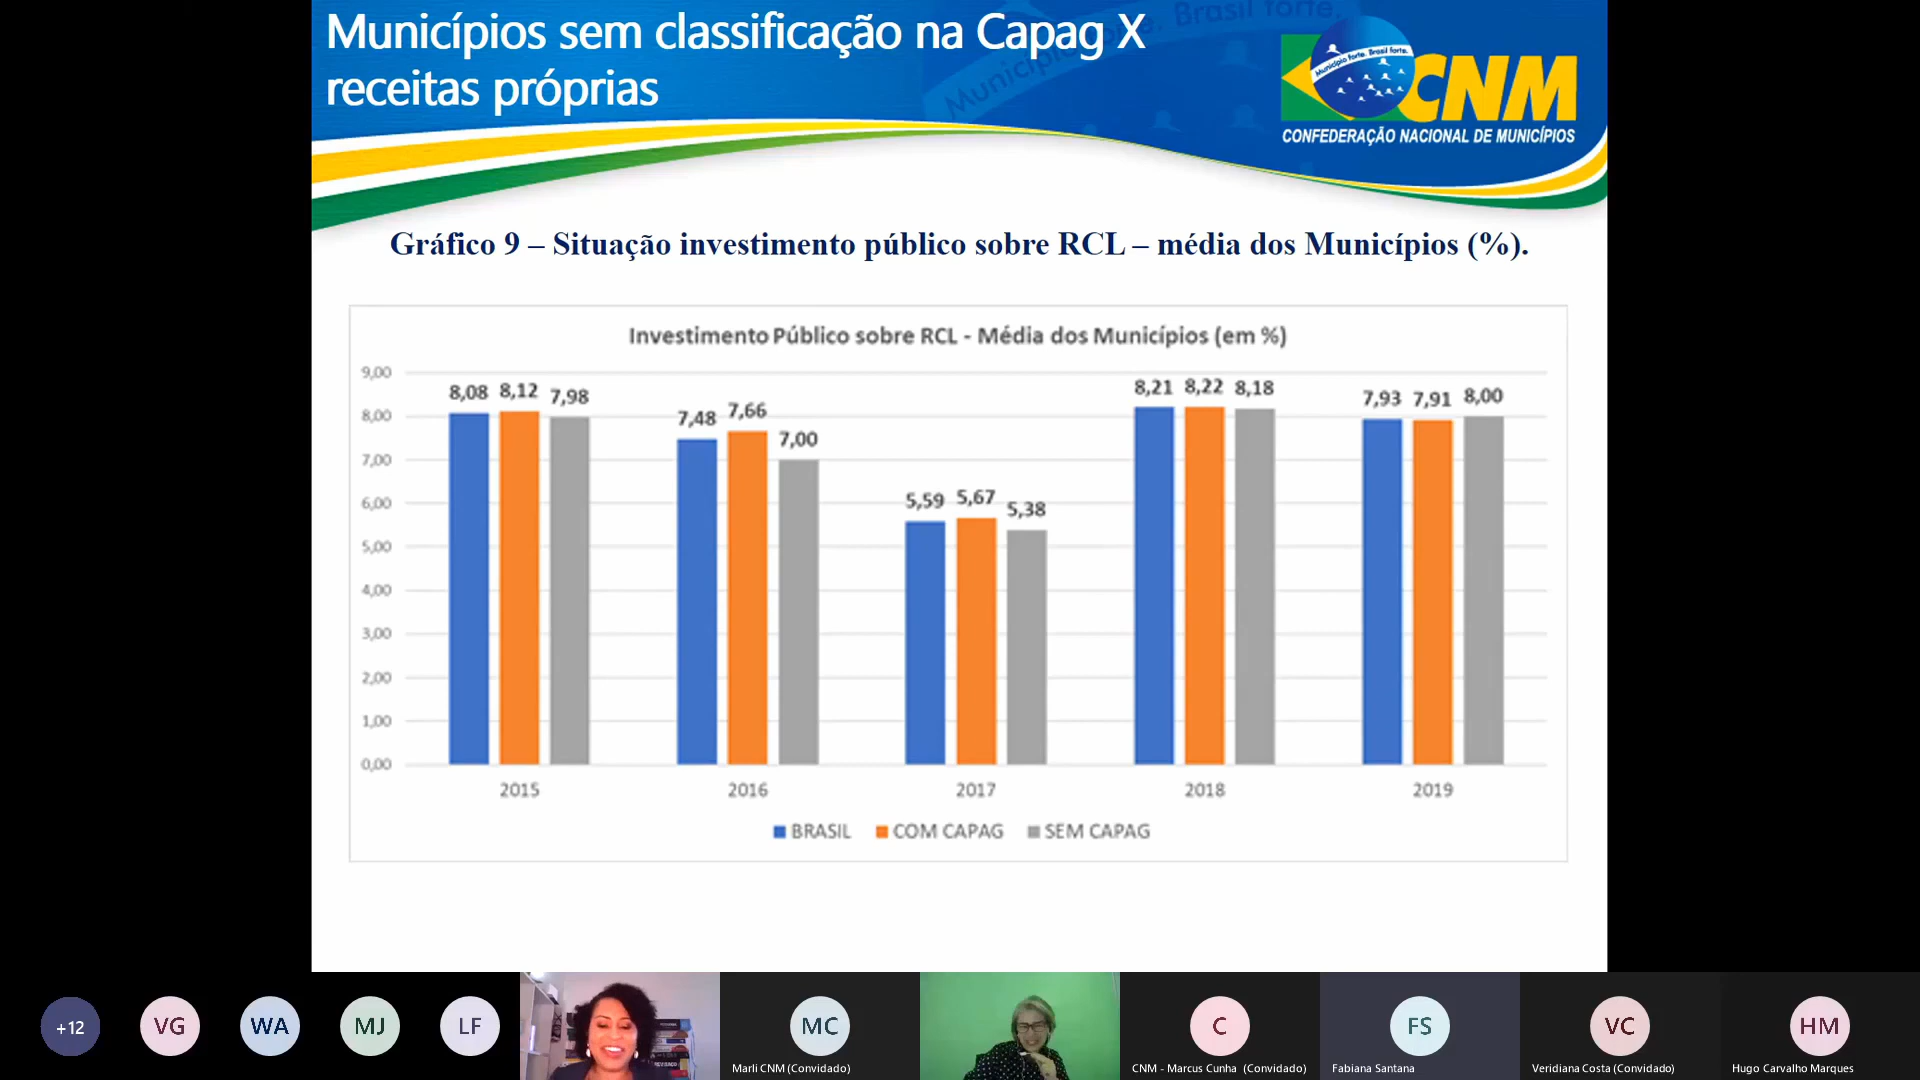 Municípios sem classificação na Capag X
receitas próprias
Município forte. Brasil forte.
CNM
CONFEDERAÇÃO NACIONAL DE MUNICÍPIOS
Gráfico 9 – Situação investimento público sobre RCL – média dos Municípios (%).
Investimento Público sobre RCL - Média dos Municípios (em %)
9,00
8,00
7,00
6,00
5,00
4,00
3,00
2,00
1,00
0,00
8,08 8,12 7,98
7,48 7,66 7,00
5,59 5,67 5,38
8,21 8,22 8,18
7,93 7,91 8,00
2015 2016 2017 2018 2019
BRASIL COM CAPAG SEM CAPAG
+12 VG WA MJ LF MC C FS VC HM
Marli CNM (Convidado) CNM - Marcus Cunha (Convidado) Fabiana Santana Veridiana Costa (Convidado) Hugo Carvalho Marques